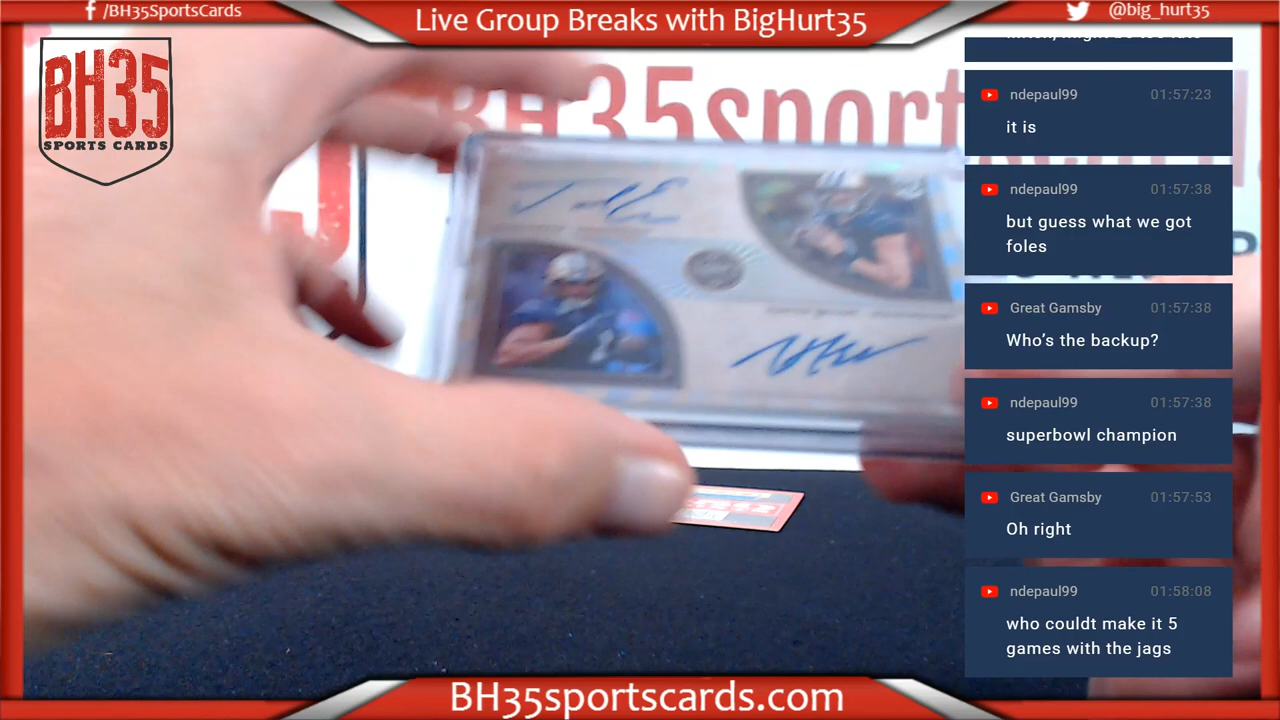 /BH35SportsCards
Live Group Breaks with BigHurt35
@big_hurt35
BH35
SPORTS CARDS
BH35sport
ndepaul99 01:57:23
it is
ndepaul99 01:57:38
but guess what we got
foles
Great Gamsby 01:57:38
Who's the backup?
ndepaul99 01:57:38
superbowl champion
Great Gamsby 01:57:53
Oh right
ndepaul99 01:58:08
who couldt make it 5
games with the jags
BH35sportscards.com